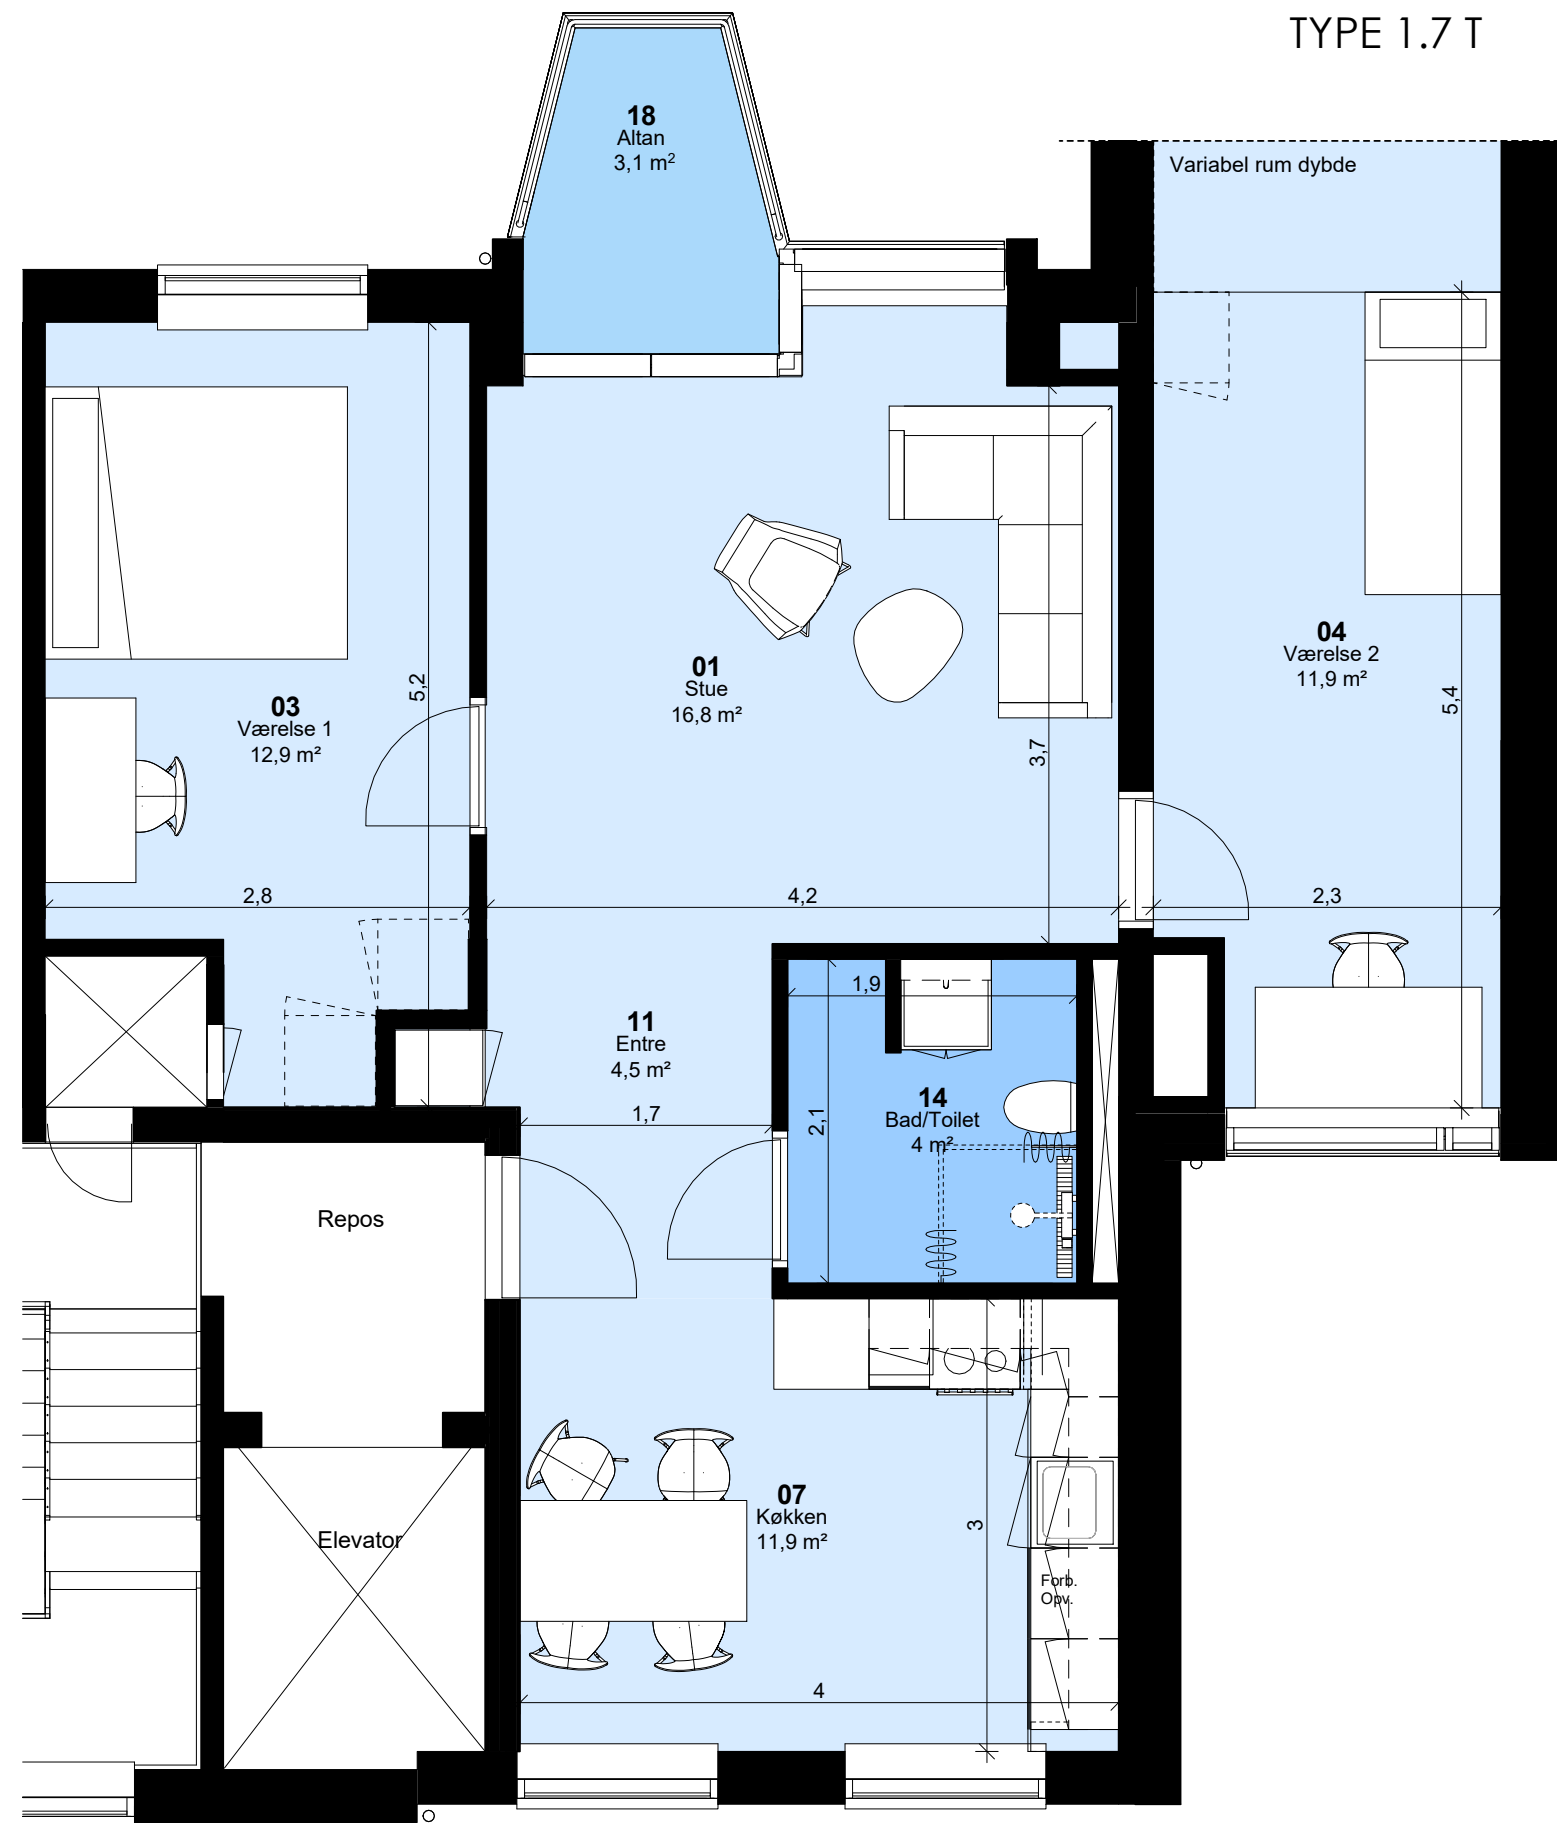 TYPE 1.7 T
18
Altan
3,1 m²
Variabel rum dybde
04
Værelse 2
11,9 m²
5,4
01
Stue
16,8 m²
5,2
03
Værelse 1
12,9 m²
3,7
2,8
4,2
2,3
1,9
11
Entre
4,5 m²
14
Bad/Toilet
4 m²
1,7
2,1
Repos
07
Køkken
11,9 m²
3
Elevator
Forb.
Opv.
4